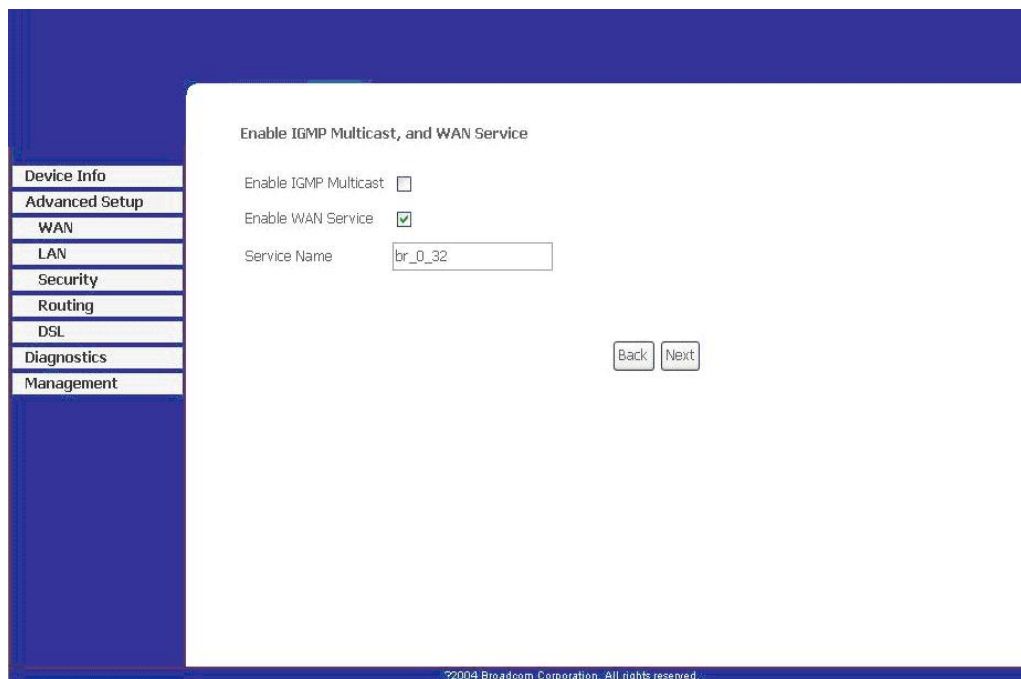 Enable IGMP Multicast, and WAN Service
Device Info
Advanced Setup
WAN
LAN
Security
Routing
DSL
Diagnostics
Management
Enable IGMP Multicast
Enable WAN Service
Service Name br_0_32
Back Next
?2004 Broadcom Corporation. All rights reserved.